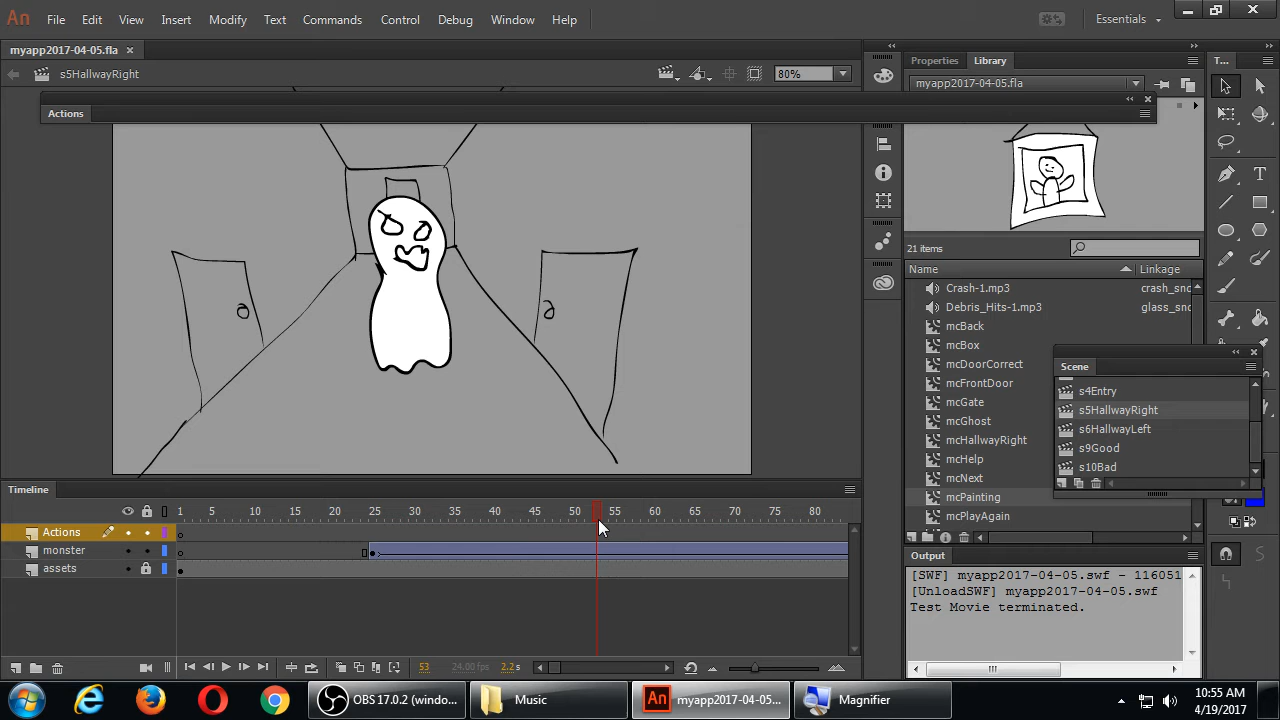 An File Edit View Insert Modify Text Commands Control Debug Window Help Essentials
myapp2017-04-05.fla
s5HallwayRight
80%
Properties Library
T...
myapp2017-04-05.fla
Actions
21 items
Name Linkage
Crash-1.mp3 crash_snd
Debris_Hits-1.mp3 glass_snd
mcBack
mcBox
mcDoorCorrect
mcFrontDoor
mcGate
mcGhost
mcHallwayRight
mcHelp
mcNext
mcPainting
mcPlayAgain
Scene
s4Entry
s5HallwayRight
s6HallwayLeft
s9Good
s10Bad
Timeline
1 5 10 15 20 25 30 35 40 45 50 55 60 65 70 75 80
Actions
monster
assets
53 24.00 fps 2.2 s
Output
[SWF] myapp2017-04-05.swf - 116051
[UnloadSWF] myapp2017-04-05.swf
Test Movie terminated.
OBS 17.0.2 (windo...
Music
An myapp2017-04-05...
Magnifier
10:55 AM
4/19/2017